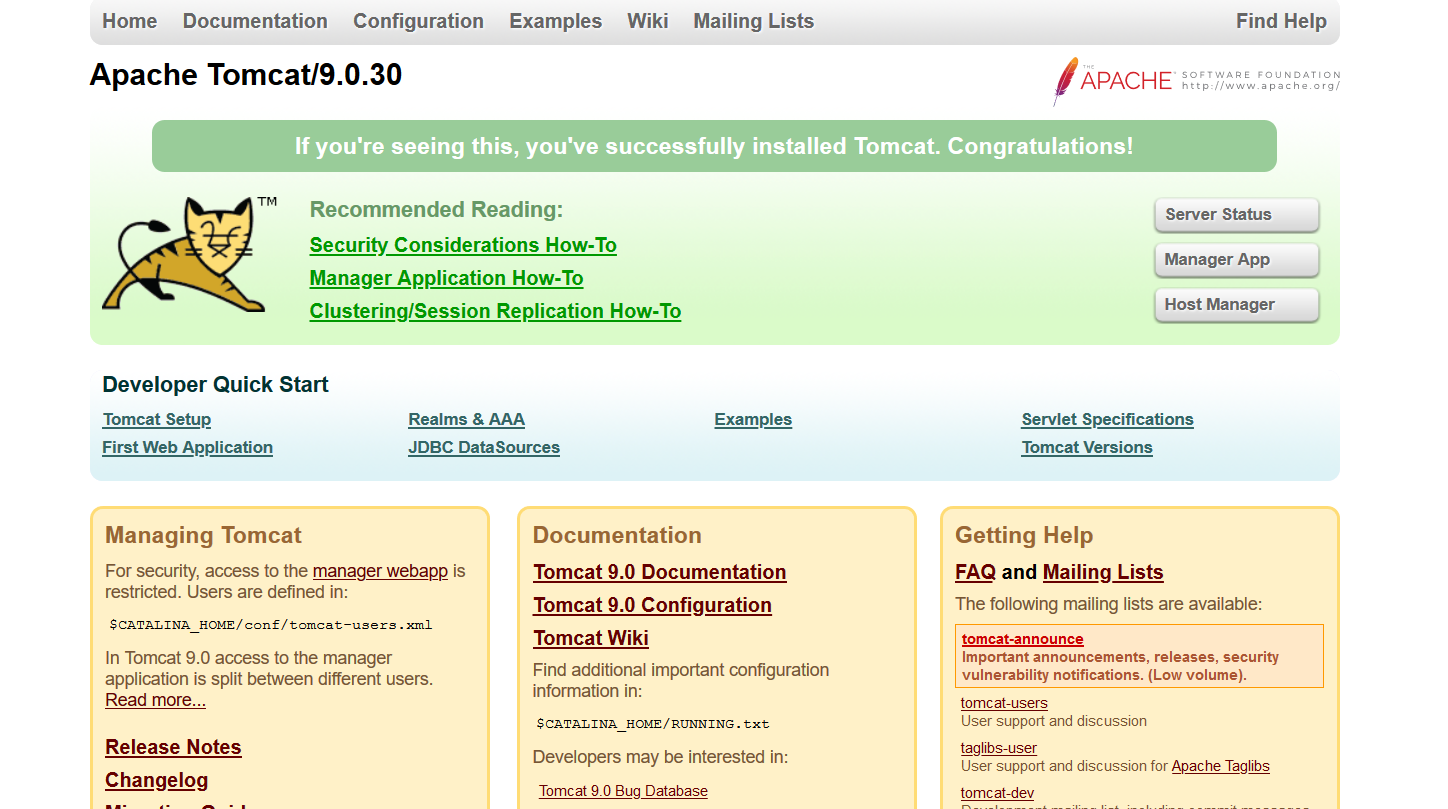 Home Documentation Configuration Examples Wiki Mailing Lists Find Help
Apache Tomcat/9.0.30
THE
APACHE SOFTWARE FOUNDATION
http://www.apache.org/
If you're seeing this, you've successfully installed Tomcat. Congratulations!
TM
Recommended Reading:
Security Considerations How-To
Manager Application How-To
Clustering/Session Replication How-To
Server Status
Manager App
Host Manager
Developer Quick Start
Tomcat Setup
First Web Application
Realms & AAA
JDBC DataSources
Examples
Servlet Specifications
Tomcat Versions
Managing Tomcat
For security, access to the manager webapp is
restricted. Users are defined in:
$CATALINA_HOME/conf/tomcat-users.xml
In Tomcat 9.0 access to the manager
application is split between different users.
Read more...
Release Notes
Changelog
Documentation
Tomcat 9.0 Documentation
Tomcat 9.0 Configuration
Tomcat Wiki
Find additional important configuration
information in:
$CATALINA_HOME/RUNNING.txt
Developers may be interested in:
Tomcat 9.0 Bug Database
Getting Help
FAQ and Mailing Lists
The following mailing lists are available:
tomcat-announce
Important announcements, releases, security
vulnerability notifications. (Low volume).
tomcat-users
User support and discussion
taglibs-user
User support and discussion for Apache Taglibs
tomcat-dev